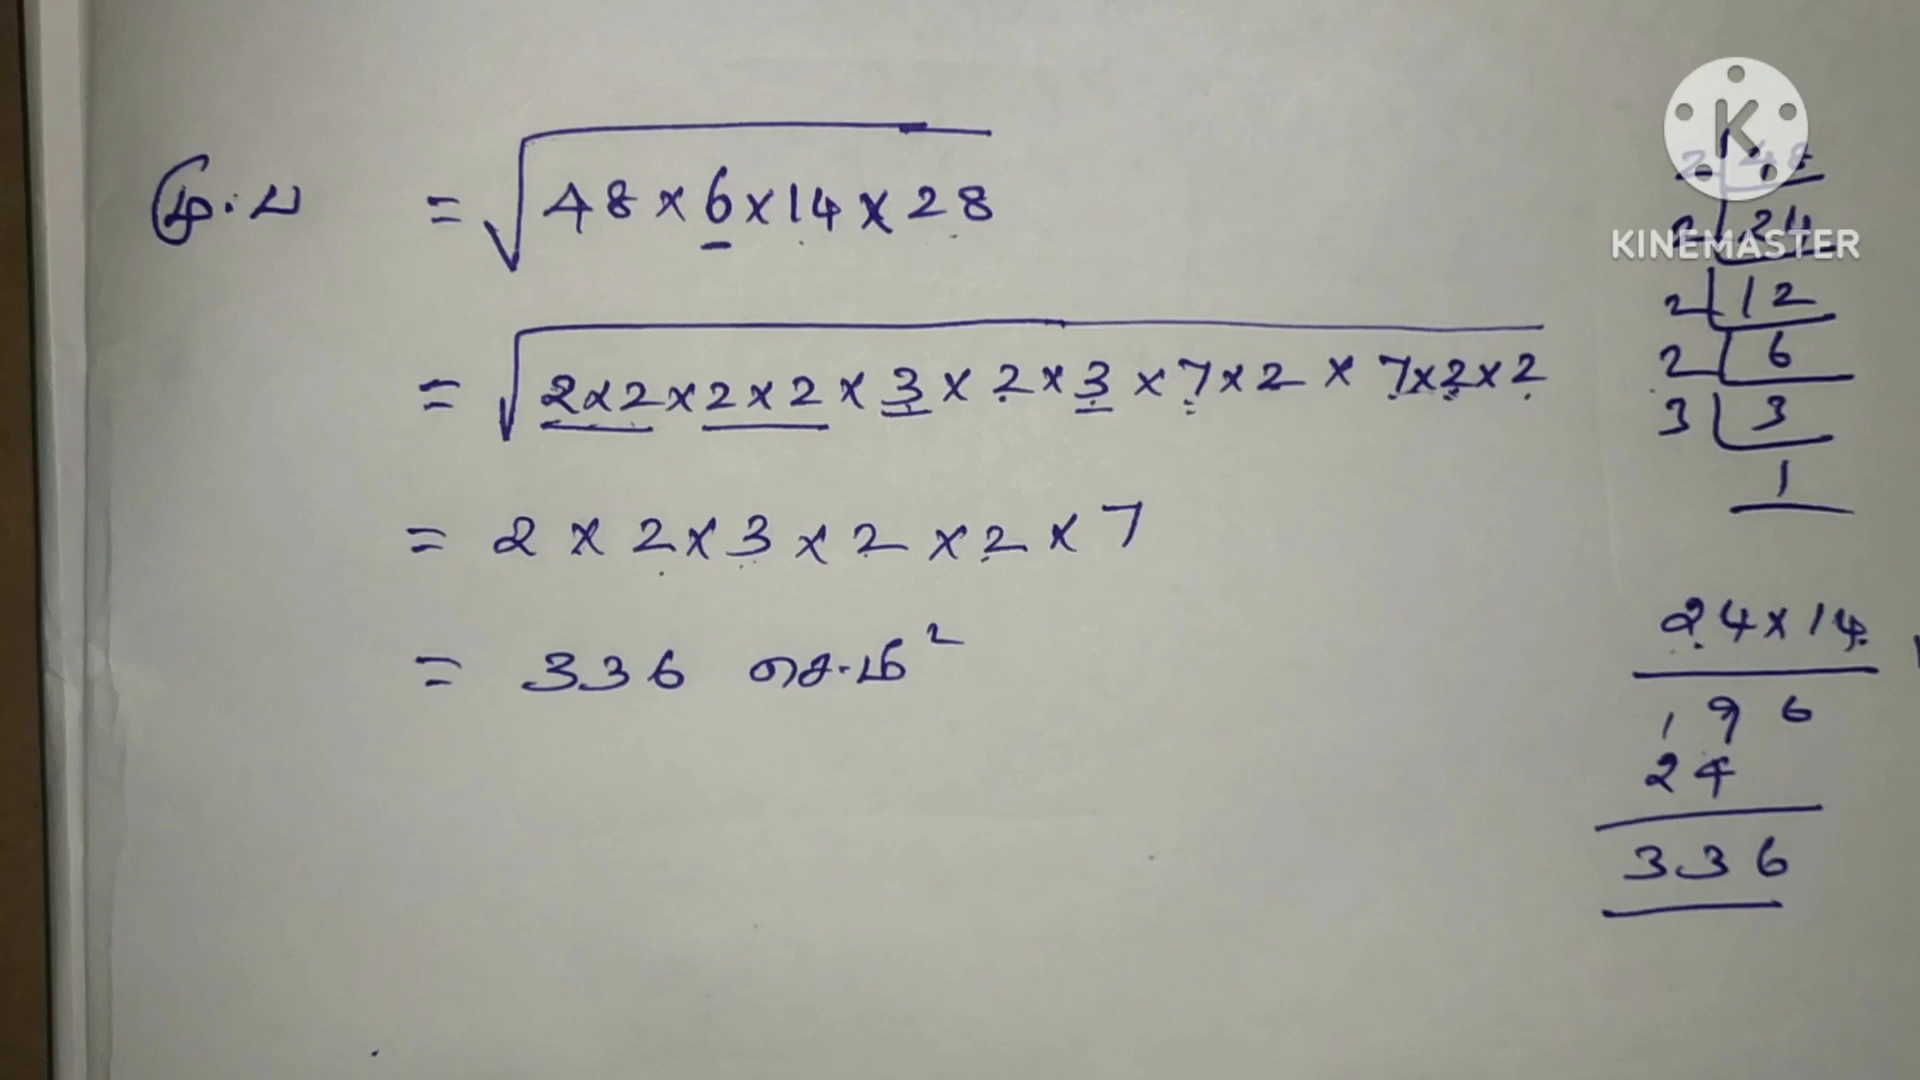 மு.ப = √48 × 6 × 14 × 28
= √2×2×2×2×3×2×3×7×2×7×2×2
= 2 × 2 × 3 × 2 × 2 × 7
= 336 செ.மீ²
K
KINEMASTER
2 48
2 24
2 12
2 6
3 3
1
24×14
196
24
336